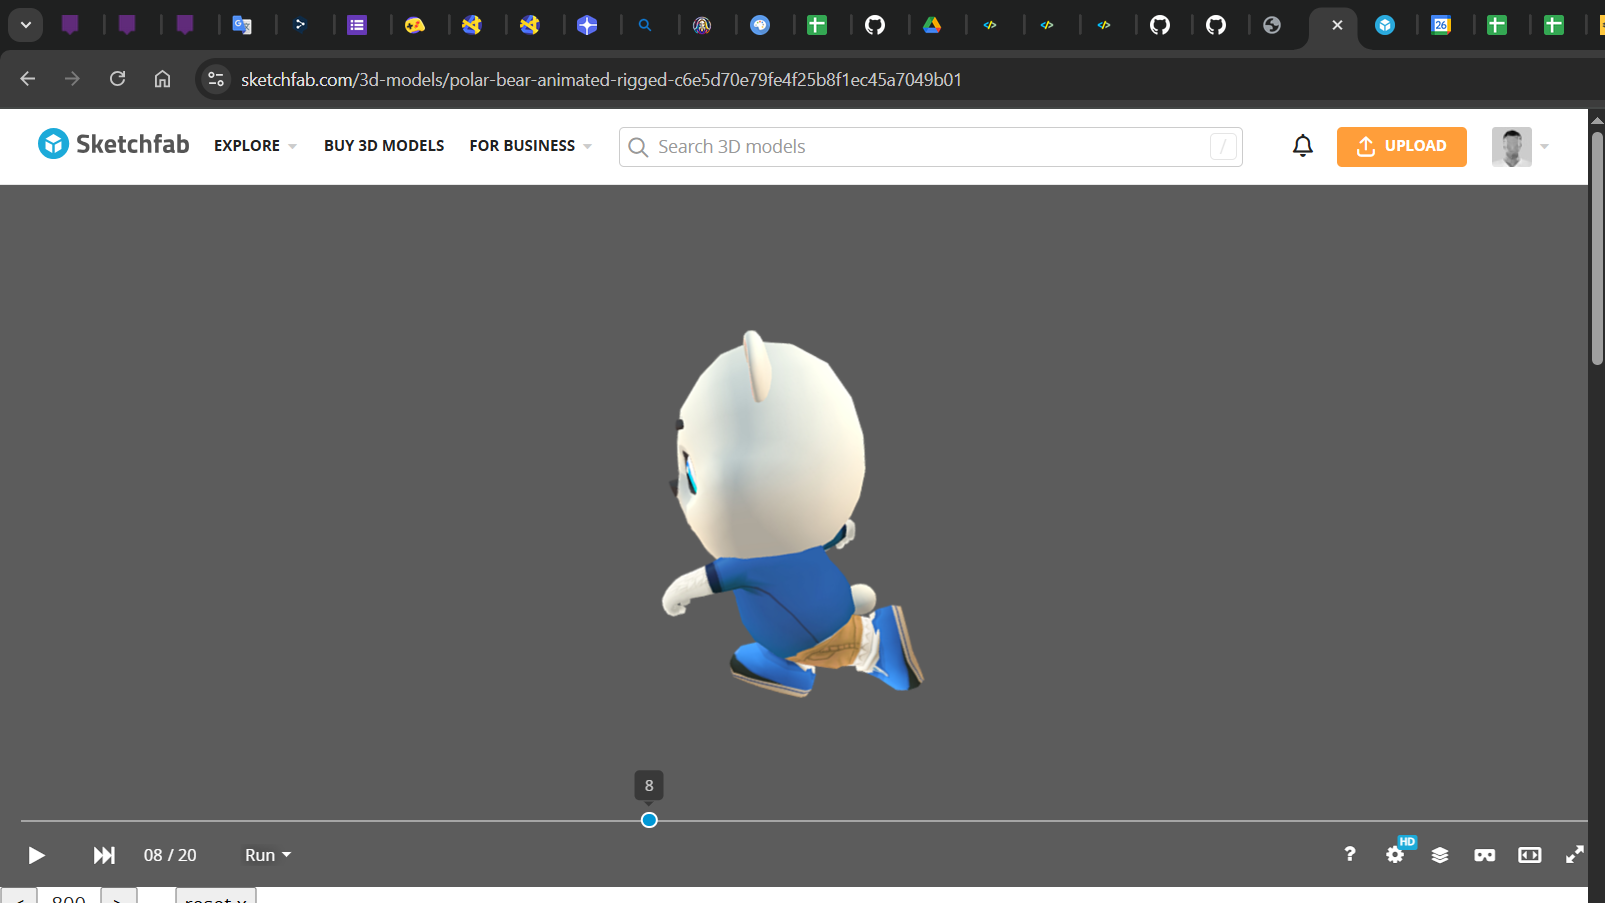 26
sketchfab.com/3d-models/polar-bear-animated-rigged-c6e5d70e79fe4f25b8f1ec45a7049b01
Sketchfab EXPLORE BUY 3D MODELS FOR BUSINESS Search 3D models / UPLOAD
8
08 / 20 Run ? HD
< 800 > reset x